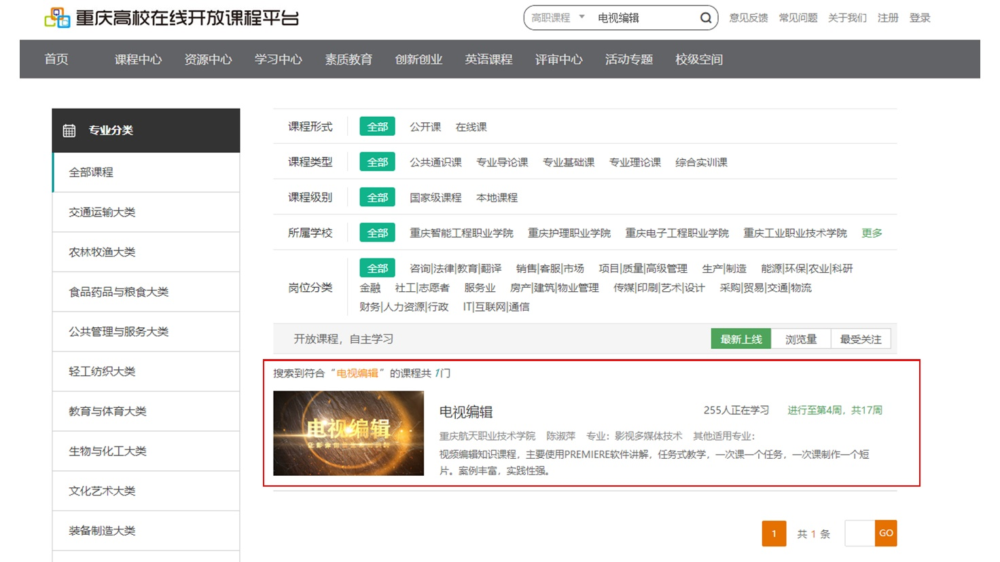 重庆高校在线开放课程平台
高职课程 电视编辑 意见反馈 常见问题 关于我们 注册 登录
首页 课程中心 资源中心 学习中心 素质教育 创新创业 英语课程 评审中心 活动专题 校级空间
专业分类
全部课程
交通运输大类
农林牧渔大类
食品药品与粮食大类
公共管理与服务大类
轻工纺织大类
教育与体育大类
生物与化工大类
文化艺术大类
装备制造大类
课程形式 全部 公开课 在线课
课程类型 全部 公共通识课 专业导论课 专业基础课 专业理论课 综合实训课
课程级别 全部 国家级课程 本地课程
所属学校 全部 重庆智能工程职业学院 重庆护理职业学院 重庆电子工程职业学院 重庆工业职业技术学院 更多
岗位分类 全部 咨询|法律|教育|翻译 销售|客服|市场 项目|质量|高级管理 生产|制造 能源|环保|农业|科研
金融 社工|志愿者 服务业 房产|建筑|物业管理 传媒|印刷|艺术|设计 采购|贸易|交通|物流
财务|人力资源|行政 IT|互联网|通信
开放课程，自主学习 最新上线 浏览量 最受关注
搜索到符合“电视编辑”的课程共 1门
电视编辑
电视编辑 255人正在学习 进行至第4周，共17周
重庆航天职业技术学院 陈淑萍 专业：影视多媒体技术 其他适用专业：
视频编辑知识课程，主要使用PREMIERE软件讲解，任务式教学，一次课一个任务，一次课制作一个短
片。案例丰富，实践性强。
1 共 1 条 GO